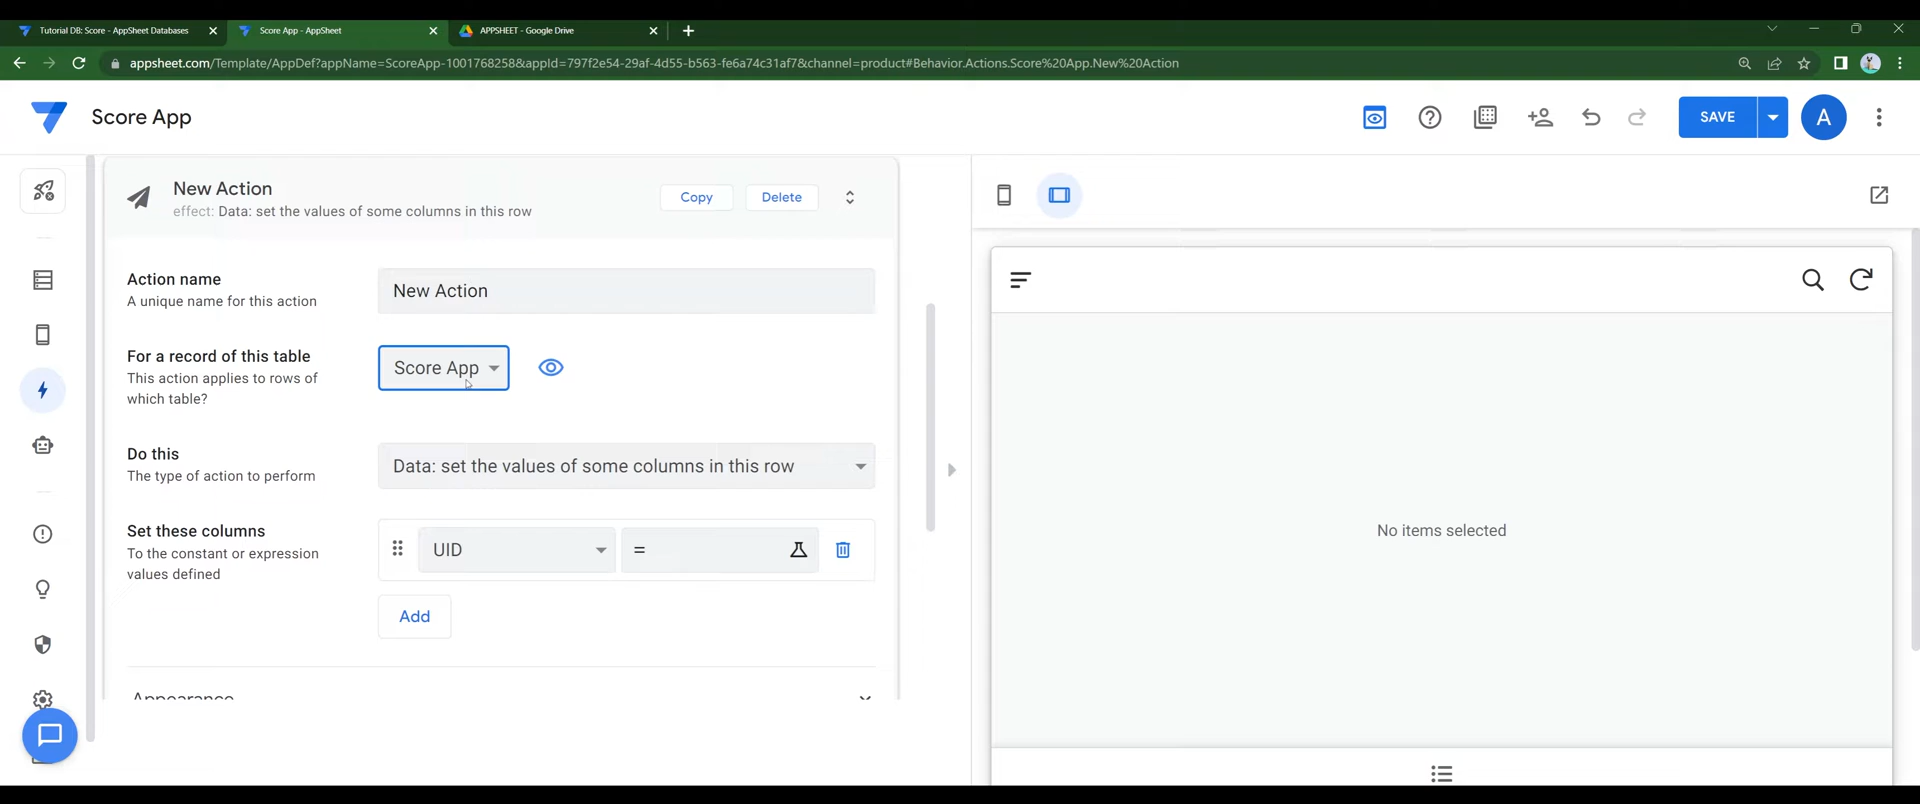 Tutorial DB: Score - AppSheet Databases
Score App - AppSheet
APPSHEET - Google Drive
appsheet.com/Template/AppDef?appName=ScoreApp-1001768258&appId=797f2e54-29af-4d55-b563-fe6a74c31af7&channel=product#Behavior.Actions.Score%20App.New%20Action
Score App
SAVE
A
New Action
effect: Data: set the values of some columns in this row
Copy
Delete
Action name
A unique name for this action
New Action
For a record of this table
This action applies to rows of
which table?
Score App
Do this
The type of action to perform
Data: set the values of some columns in this row
Set these columns
To the constant or expression
values defined
UID
=
Add
Appearance
No items selected